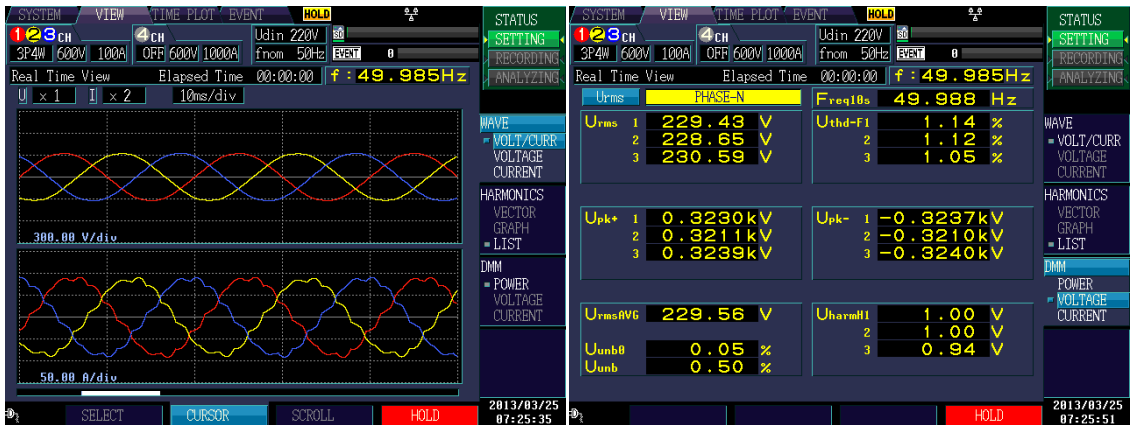 SYSTEM VIEW TIME PLOT EVENT HOLD
123CH 4CH Udin 220V
3P4W 600V 100A OFF 600V 1000A fnom 50Hz EVENT 0
Real Time View Elapsed Time 00:00:00 f:49.985Hz
U x 1 I x 2 10ms/div
300.00 V/div
50.00 A/div
SELECT CURSOR SCROLL HOLD
STATUS
SETTING
RECORDING
ANALYZING
WAVE
VOLT/CURR
VOLTAGE
CURRENT
HARMONICS
VECTOR
GRAPH
LIST
DMM
POWER
VOLTAGE
CURRENT
2013/03/25
07:25:35
SYSTEM VIEW TIME PLOT EVENT HOLD
123CH 4CH Udin 220V
3P4W 600V 100A OFF 600V 1000A fnom 50Hz EVENT 0
Real Time View Elapsed Time 00:00:00 f:49.985Hz
Urms PHASE-N Freq10s 49.988 Hz
Urms 1 229.43 V Uthd-F1 1.14 %
2 228.65 V 2 1.12 %
3 230.59 V 3 1.05 %
Upk+ 1 0.3230kV Upk- 1 -0.3237kV
2 0.3211kV 2 -0.3210kV
3 0.3239kV 3 -0.3240kV
UrmsAVG 229.56 V UharmH1 1.00 V
2 1.00 V
Uunb0 0.05 % 3 0.94 V
Uunb 0.50 %
HOLD
STATUS
SETTING
RECORDING
ANALYZING
WAVE
VOLT/CURR
VOLTAGE
CURRENT
HARMONICS
VECTOR
GRAPH
LIST
DMM
POWER
VOLTAGE
CURRENT
2013/03/25
07:25:51